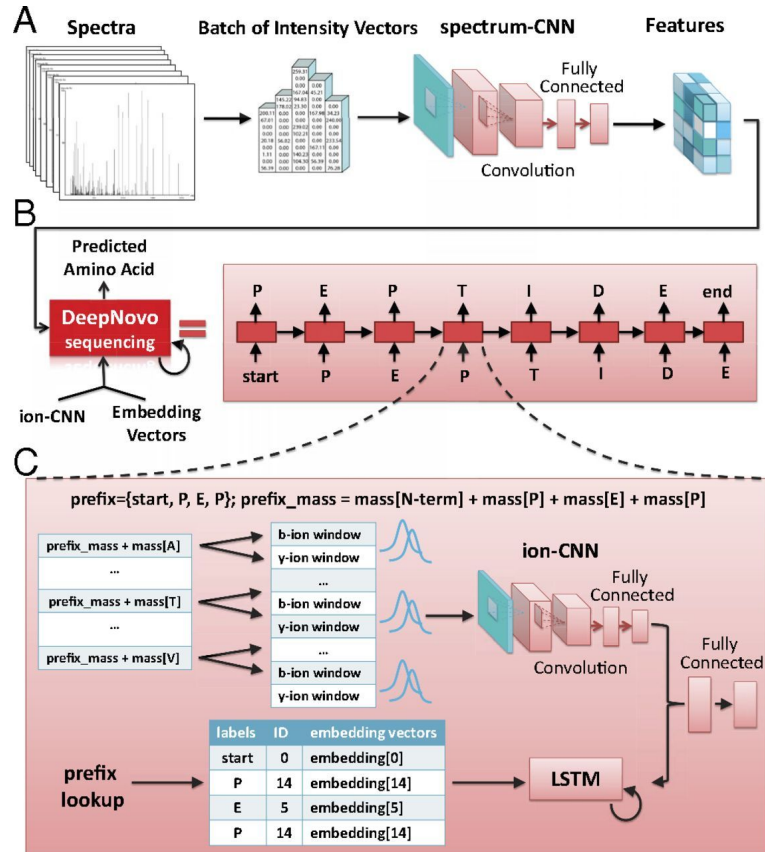 A
Spectra
Batch of Intensity Vectors
spectrum-CNN
Features
Fully
Connected
Convolution
B
Predicted
Amino Acid
DeepNovo
sequencing
ion-CNN
Embedding
Vectors
=
P E P T I D E end
start P E P T I D E
C
prefix={start, P, E, P}; prefix_mass = mass[N-term] + mass[P] + mass[E] + mass[P]
prefix_mass + mass[A]
...
prefix_mass + mass[T]
...
prefix_mass + mass[V]
b-ion window
y-ion window
...
b-ion window
y-ion window
...
b-ion window
y-ion window
ion-CNN
Fully
Connected
Convolution
Fully
Connected
prefix
lookup
labels ID embedding vectors
start 0 embedding[0]
P 14 embedding[14]
E 5 embedding[5]
P 14 embedding[14]
LSTM